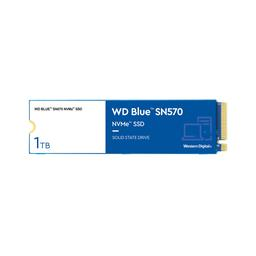 WD Blue™ SN570 NVMe™ SSD
1TB
WD Blue™ SN570
NVMe™ SSD
SOLID STATE DRIVE
Western Digital